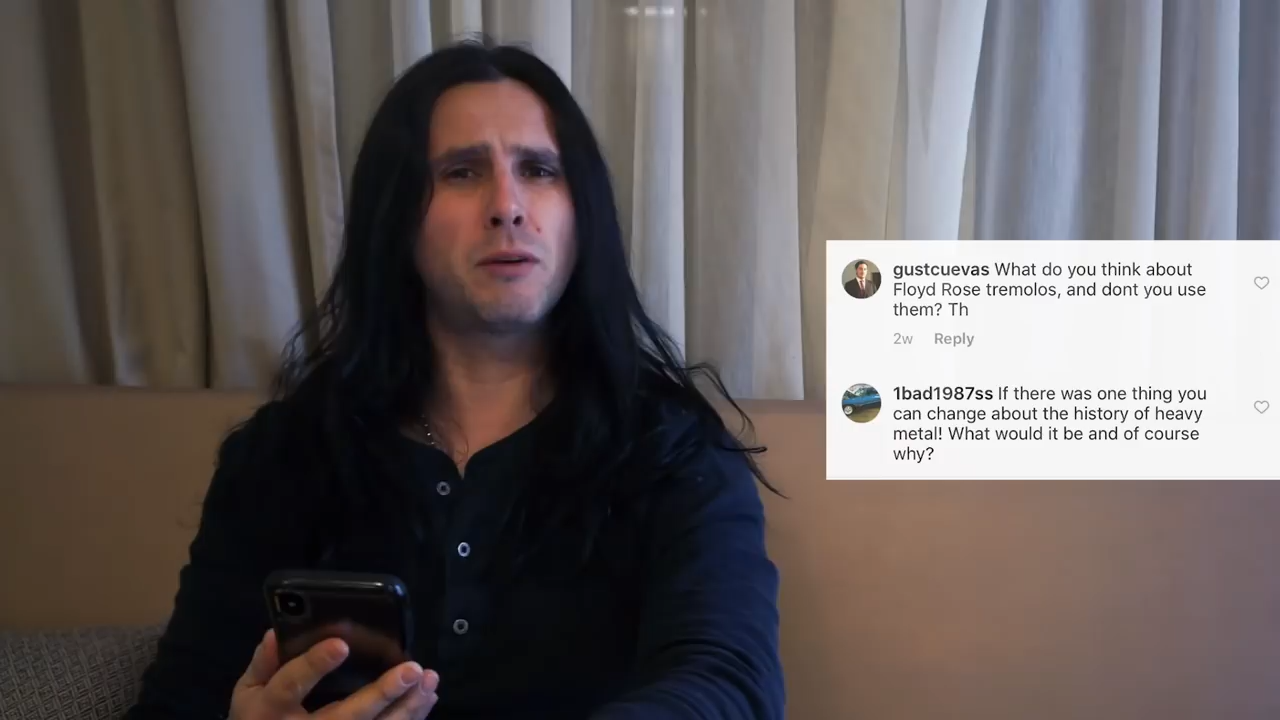 gustcuevas What do you think about
Floyd Rose tremolos, and dont you use
them? Th
2w Reply
1bad1987ss If there was one thing you
can change about the history of heavy
metal! What would it be and of course
why?